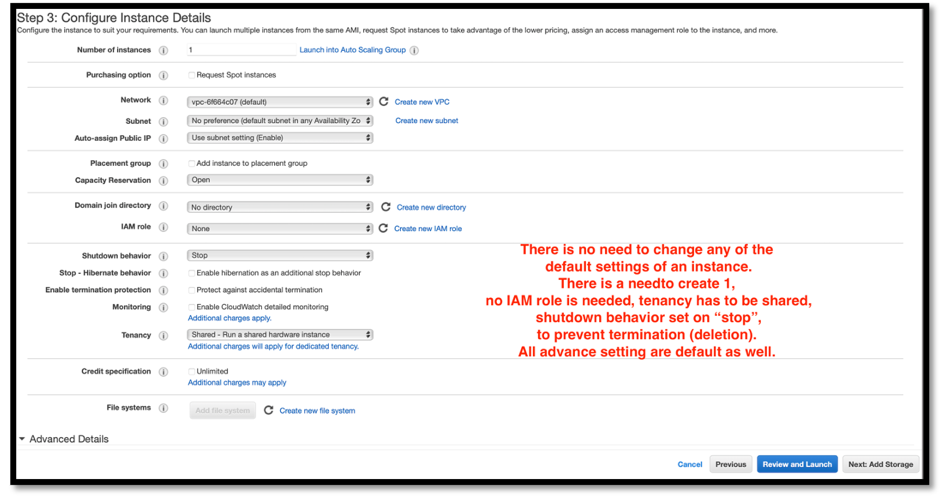 Step 3: Configure Instance Details
Configure the instance to suit your requirements. You can launch multiple instances from the same AMI, request Spot instances to take advantage of the lower pricing, assign an access management role to the instance, and more.
Number of instances i 1 Launch into Auto Scaling Group i
Purchasing option i Request Spot instances
Network i vpc-6f664c07 (default) Create new VPC
Subnet i No preference (default subnet in any Availability Zo Create new subnet
Auto-assign Public IP i Use subnet setting (Enable)
Placement group i Add instance to placement group
Capacity Reservation i Open
Domain join directory i No directory Create new directory
IAM role i None Create new IAM role
Shutdown behavior i Stop
Stop - Hibernate behavior i Enable hibernation as an additional stop behavior
Enable termination protection i Protect against accidental termination
Monitoring i Enable CloudWatch detailed monitoring
Additional charges apply.
Tenancy i Shared - Run a shared hardware instance
Additional charges will apply for dedicated tenancy.
There is no need to change any of the
default settings of an instance.
There is a needto create 1,
no IAM role is needed, tenancy has to be shared,
shutdown behavior set on “stop”,
to prevent termination (deletion).
All advance setting are default as well.
Credit specification i Unlimited
Additional charges may apply
File systems i Add file system Create new file system
Advanced Details
Cancel Previous Review and Launch Next: Add Storage